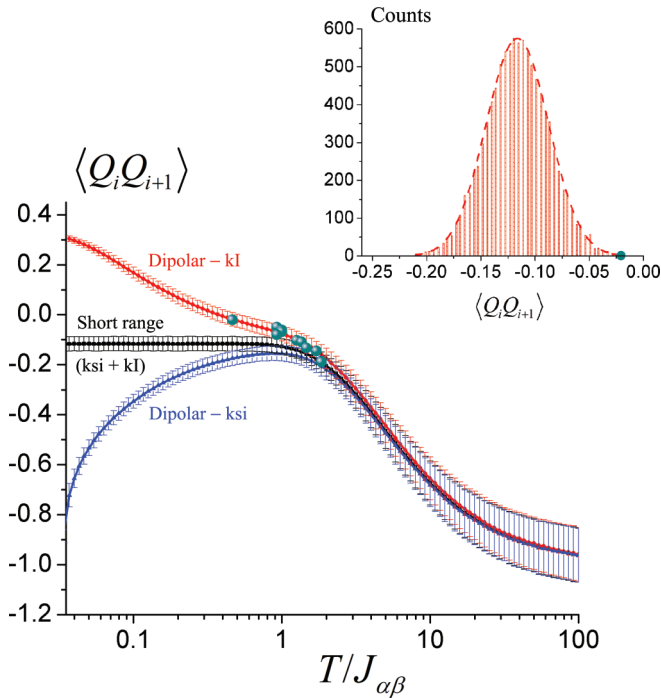 Counts
600
500
400
300
200
100
0
-0.25 -0.20 -0.15 -0.10 -0.05 0.00
⟨QᵢQᵢ₊₁⟩
⟨QᵢQᵢ₊₁⟩
0.4
0.2
0.0
-0.2
-0.4
-0.6
-0.8
-1.0
-1.2
Dipolar – kI
Short range
(ksi + kI)
Dipolar – ksi
0.1 1 10 100
T/J_αβ